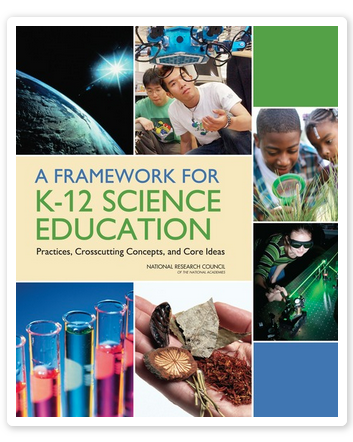 A FRAMEWORK FOR
K-12 SCIENCE
EDUCATION
Practices, Crosscutting Concepts, and Core Ideas
NATIONAL RESEARCH COUNCIL
OF THE NATIONAL ACADEMIES